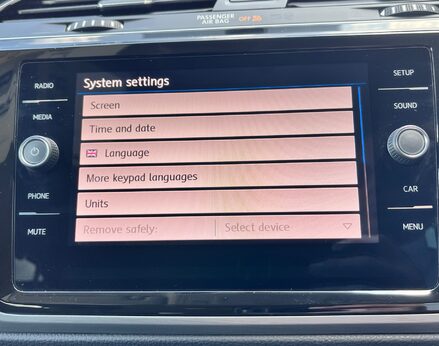 PASSENGER
AIR BAG OFF
RADIO
System settings
SETUP
MEDIA
Screen
SOUND
Time and date
Language
PHONE
More keypad languages
CAR
MUTE
Units
MENU
Remove safely: Select device